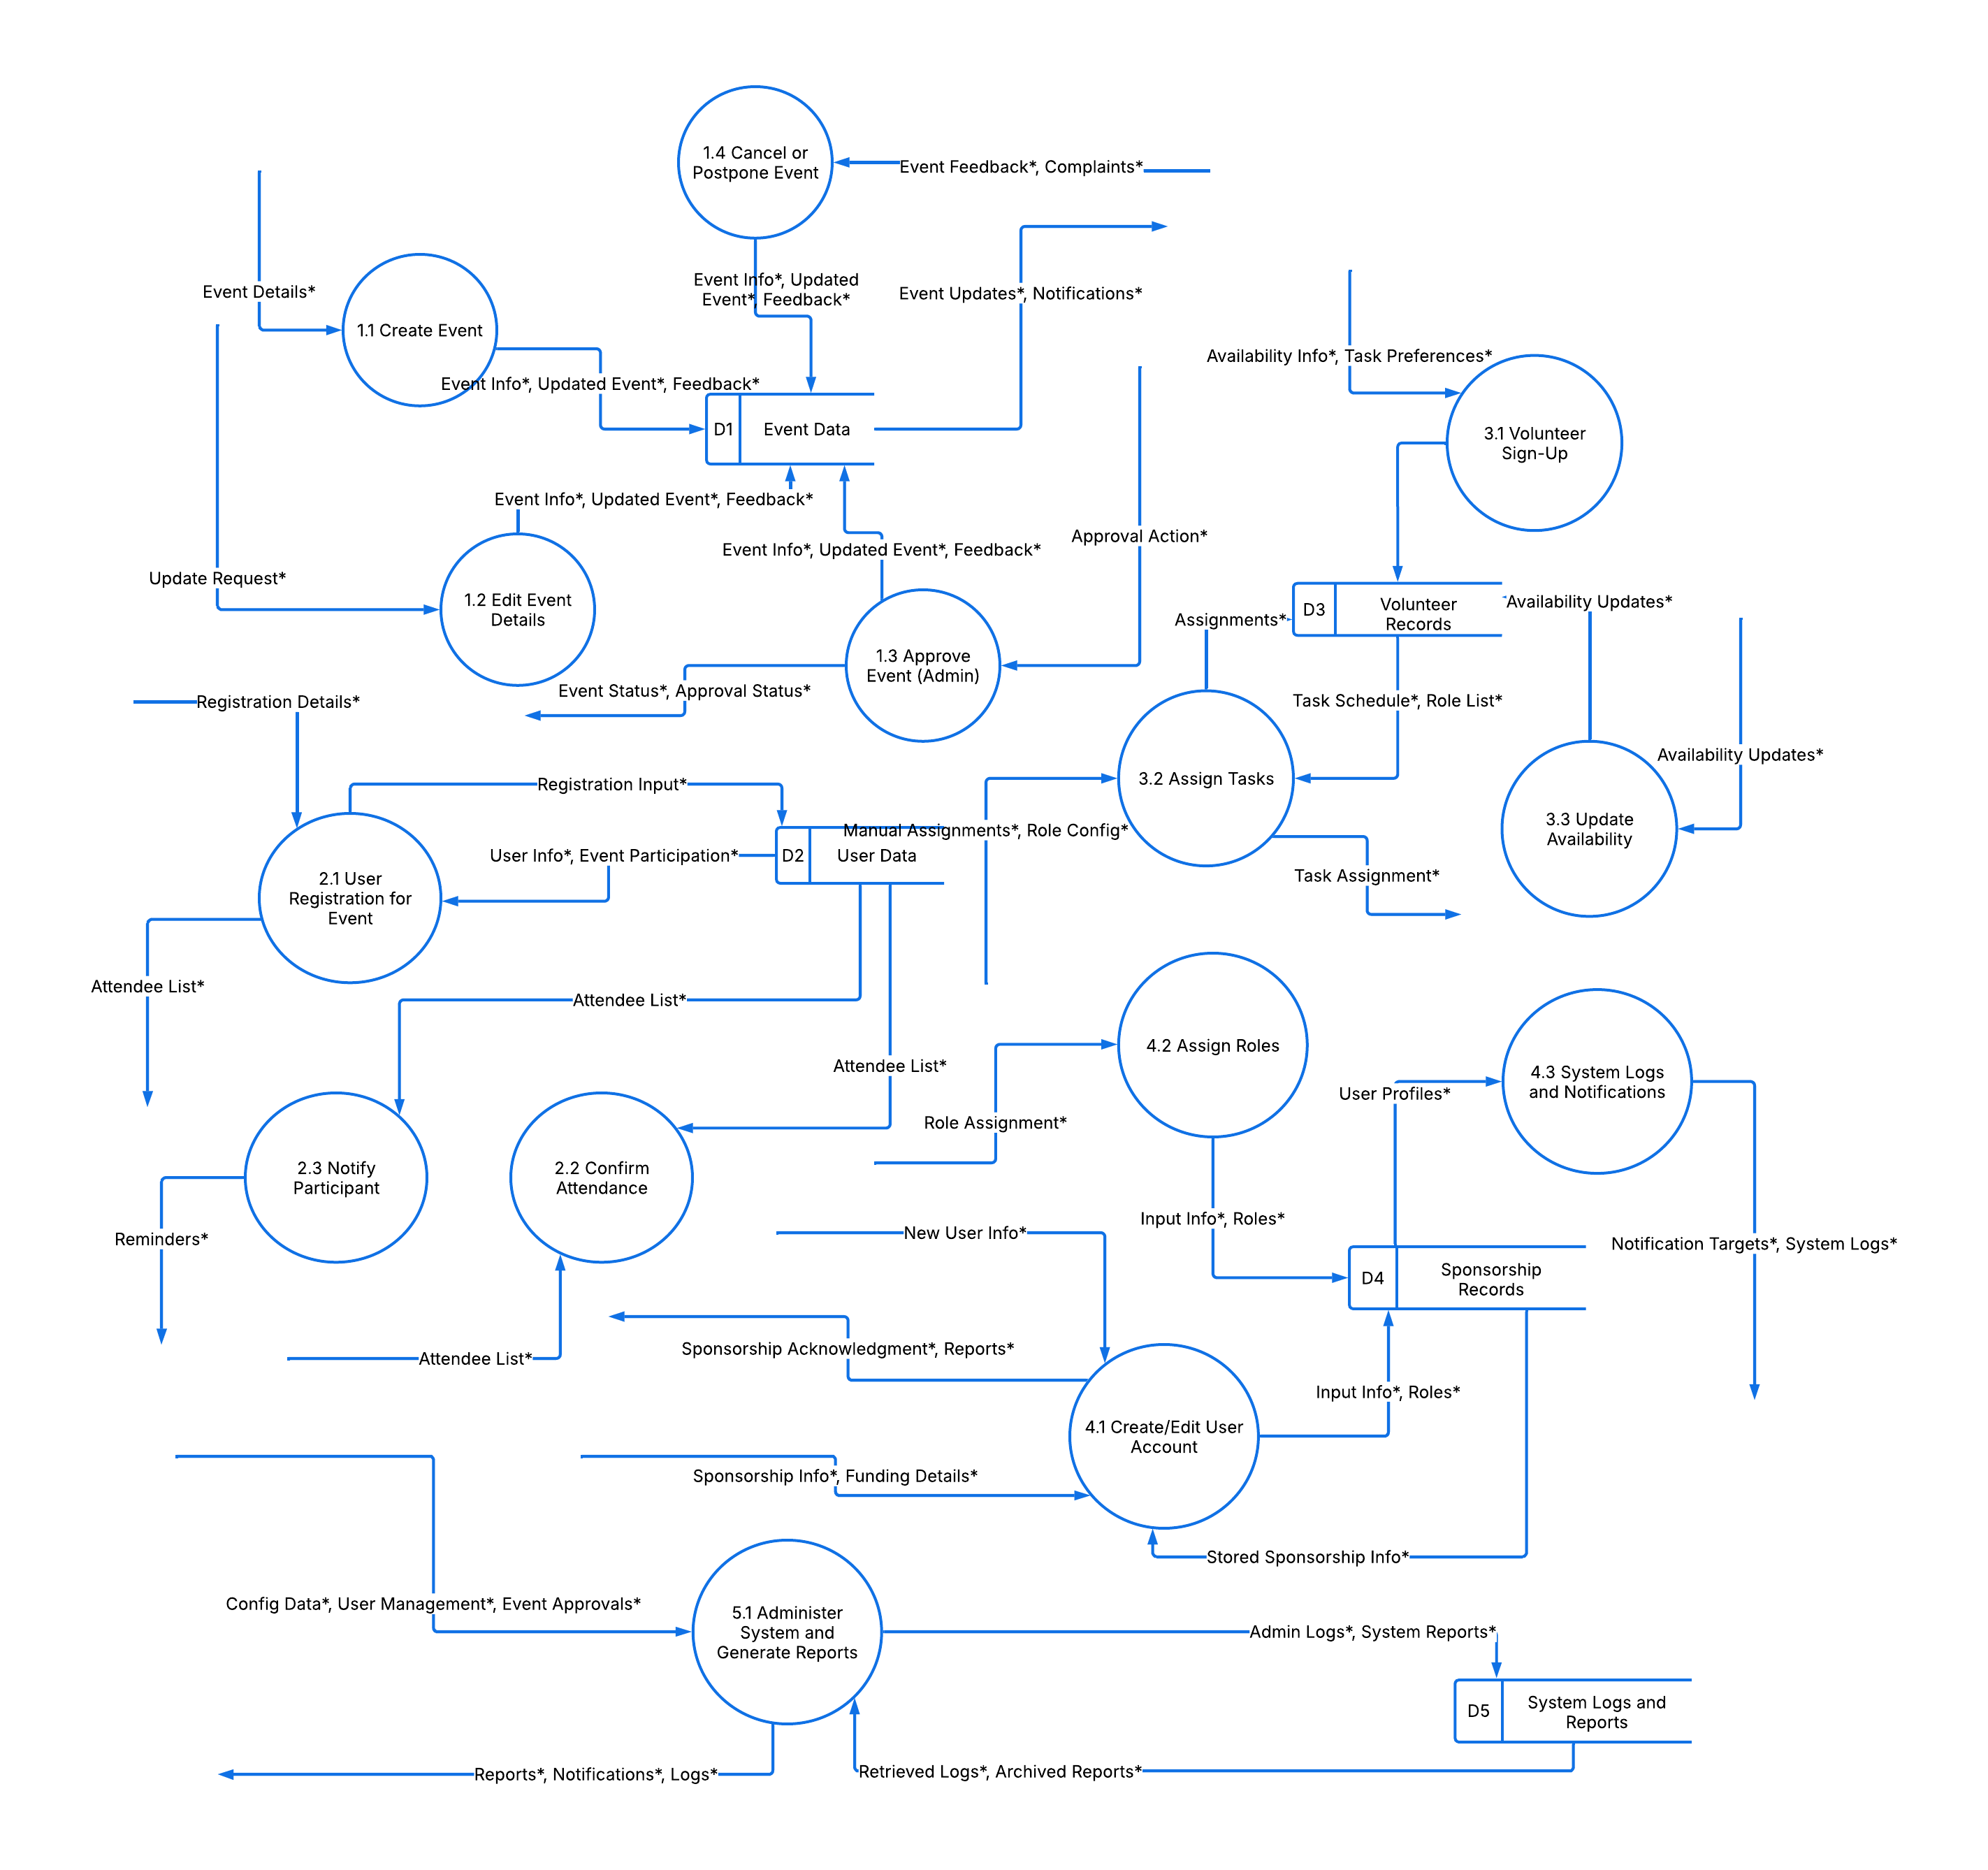 1.4 Cancel or
Postpone Event
Event Feedback*, Complaints*
Event Info*, Updated
Event*, Feedback*
Event Updates*, Notifications*
Event Details*
1.1 Create Event
Availability Info*, Task Preferences*
Event Info*, Updated Event*, Feedback*
D1
Event Data
3.1 Volunteer
Sign-Up
Event Info*, Updated Event*, Feedback*
Approval Action*
Event Info*, Updated Event*, Feedback*
Update Request*
1.2 Edit Event
Details
D3
Volunteer
Records
Availability Updates*
Assignments*
1.3 Approve
Event (Admin)
Event Status*, Approval Status*
Registration Details*
Task Schedule*, Role List*
Availability Updates*
3.2 Assign Tasks
Registration Input*
3.3 Update
Availability
Manual Assignments*, Role Config*
User Info*, Event Participation*
D2
User Data
Task Assignment*
2.1 User
Registration for
Event
Attendee List*
Attendee List*
4.2 Assign Roles
Attendee List*
4.3 System Logs
and Notifications
User Profiles*
Role Assignment*
2.3 Notify
Participant
2.2 Confirm
Attendance
Input Info*, Roles*
Reminders*
New User Info*
Notification Targets*, System Logs*
D4
Sponsorship
Records
Sponsorship Acknowledgment*, Reports*
Attendee List*
Input Info*, Roles*
4.1 Create/Edit User
Account
Sponsorship Info*, Funding Details*
Stored Sponsorship Info*
Config Data*, User Management*, Event Approvals*
5.1 Administer
System and
Generate Reports
Admin Logs*, System Reports*
D5
System Logs and
Reports
Reports*, Notifications*, Logs*
Retrieved Logs*, Archived Reports*